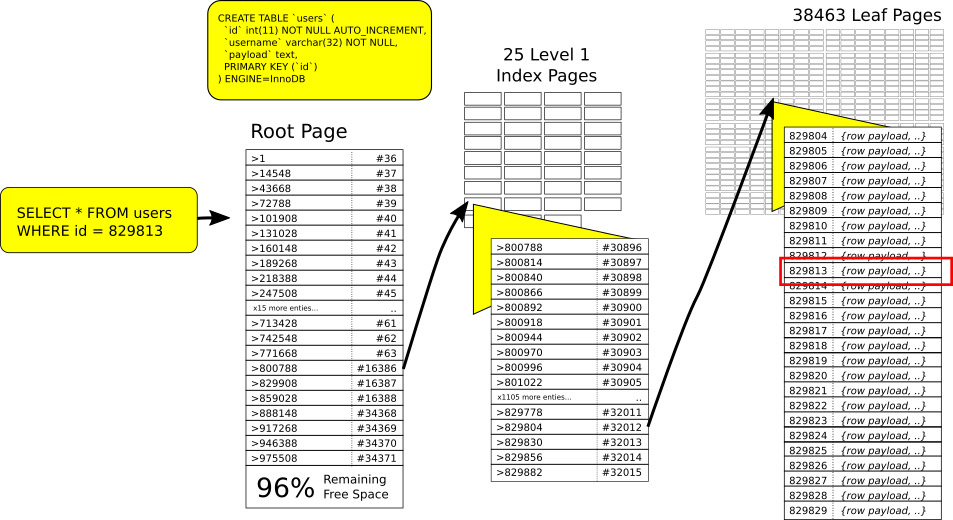 CREATE TABLE `users` (
`id` int(11) NOT NULL AUTO_INCREMENT,
`username` varchar(32) NOT NULL,
`payload` text,
PRIMARY KEY (`id`)
) ENGINE=InnoDB
SELECT * FROM users
WHERE id = 829813
Root Page
>1 #36
>14548 #37
>43668 #38
>72788 #39
>101908 #40
>131028 #41
>160148 #42
>189268 #43
>218388 #44
>247508 #45
x15 more enties... ..
>713428 #61
>742548 #62
>771668 #63
>800788 #16386
>829908 #16387
>859028 #16388
>888148 #34368
>917268 #34369
>946388 #34370
>975508 #34371
96% Remaining
Free Space
25 Level 1
Index Pages
>800788 #30896
>800814 #30897
>800840 #30898
>800866 #30899
>800892 #30900
>800918 #30901
>800944 #30902
>800970 #30903
>800996 #30904
>801022 #30905
x1105 more enties... ..
>829778 #32011
>829804 #32012
>829830 #32013
>829856 #32014
>829882 #32015
38463 Leaf Pages
829804 {row payload, ..}
829805 {row payload, ..}
829806 {row payload, ..}
829807 {row payload, ..}
829808 {row payload, ..}
829809 {row payload, ..}
829810 {row payload, ..}
829811 {row payload, ..}
829812 {row payload, ..}
829813 {row payload, ..}
829814 {row payload, ..}
829815 {row payload, ..}
829816 {row payload, ..}
829817 {row payload, ..}
829818 {row payload, ..}
829819 {row payload, ..}
829820 {row payload, ..}
829821 {row payload, ..}
829822 {row payload, ..}
829823 {row payload, ..}
829824 {row payload, ..}
829825 {row payload, ..}
829826 {row payload, ..}
829827 {row payload, ..}
829828 {row payload, ..}
829829 {row payload, ..}